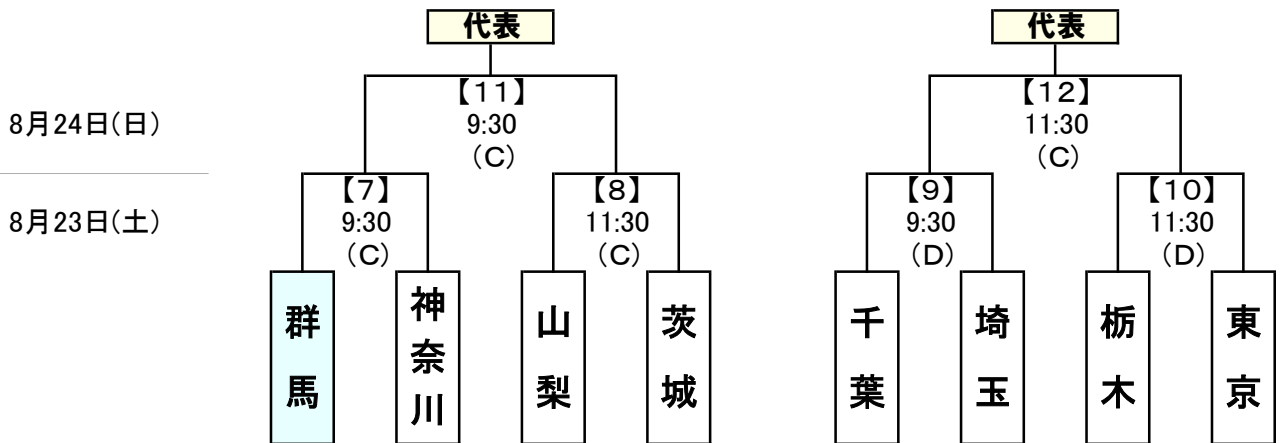 代表
代表
【11】
【12】
8月24日(日)
9:30
11:30
(C)
(C)
【7】
【8】
【9】
【10】
8月23日(土)
9:30
11:30
9:30
11:30
(C)
(C)
(D)
(D)
群馬
神奈川
山梨
茨城
千葉
埼玉
栃木
東京